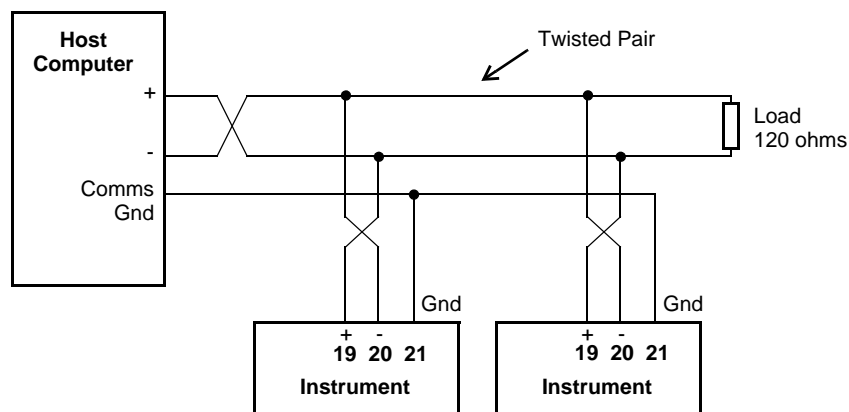 Host
Computer
Twisted Pair
+
-
Load
120 ohms
Comms
Gnd
Gnd
Gnd
+ -
19 20 21
+ -
19 20 21
Instrument
Instrument